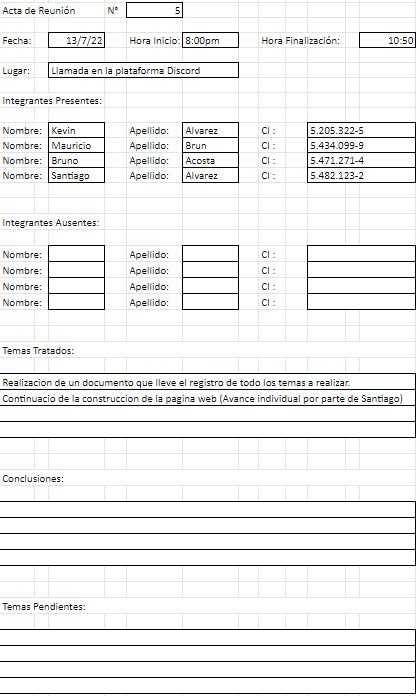 Acta de Reunión N° 5
Fecha: 13/7/22 Hora Inicio: 8:00pm Hora Finalización: 10:50
Lugar: Llamada en la plataforma Discord
Integrantes Presentes:
Nombre: Kevin Apellido: Alvarez CI : 5.205.322-5
Nombre: Mauricio Apellido: Brun CI : 5.434.099-9
Nombre: Bruno Apellido: Acosta CI : 5.471.271-4
Nombre: Santiago Apellido: Alvarez CI : 5.482.123-2
Integrantes Ausentes:
Nombre: Apellido: CI :
Nombre: Apellido: CI :
Nombre: Apellido: CI :
Nombre: Apellido: CI :
Temas Tratados:
Realizacion de un documento que lleve el registro de todo los temas a realizar.
Continuacio de la construccion de la pagina web (Avance individual por parte de Santiago)
Conclusiones:
Temas Pendientes: